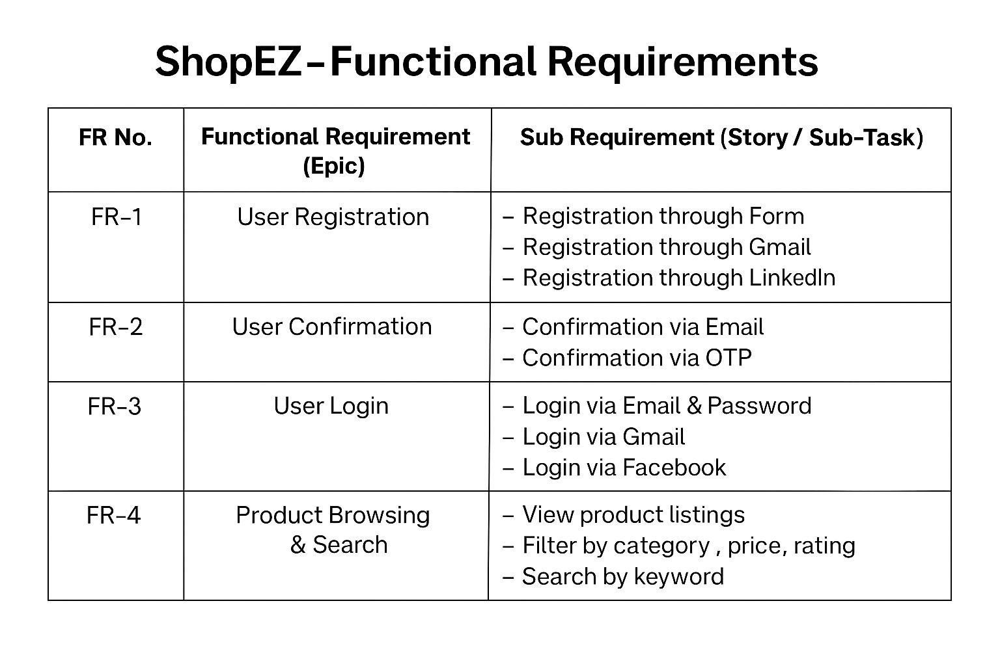 ShopEZ–Functional Requirements
FR No.
Functional Requirement
(Epic)
Sub Requirement (Story / Sub-Task)
FR–1
User Registration
– Registration through Form
– Registration through Gmail
– Registration through LinkedIn
FR–2
User Confirmation
– Confirmation via Email
– Confirmation via OTP
FR–3
User Login
– Login via Email & Password
– Login via Gmail
– Login via Facebook
FR–4
Product Browsing
& Search
– View product listings
– Filter by category , price, rating
– Search by keyword